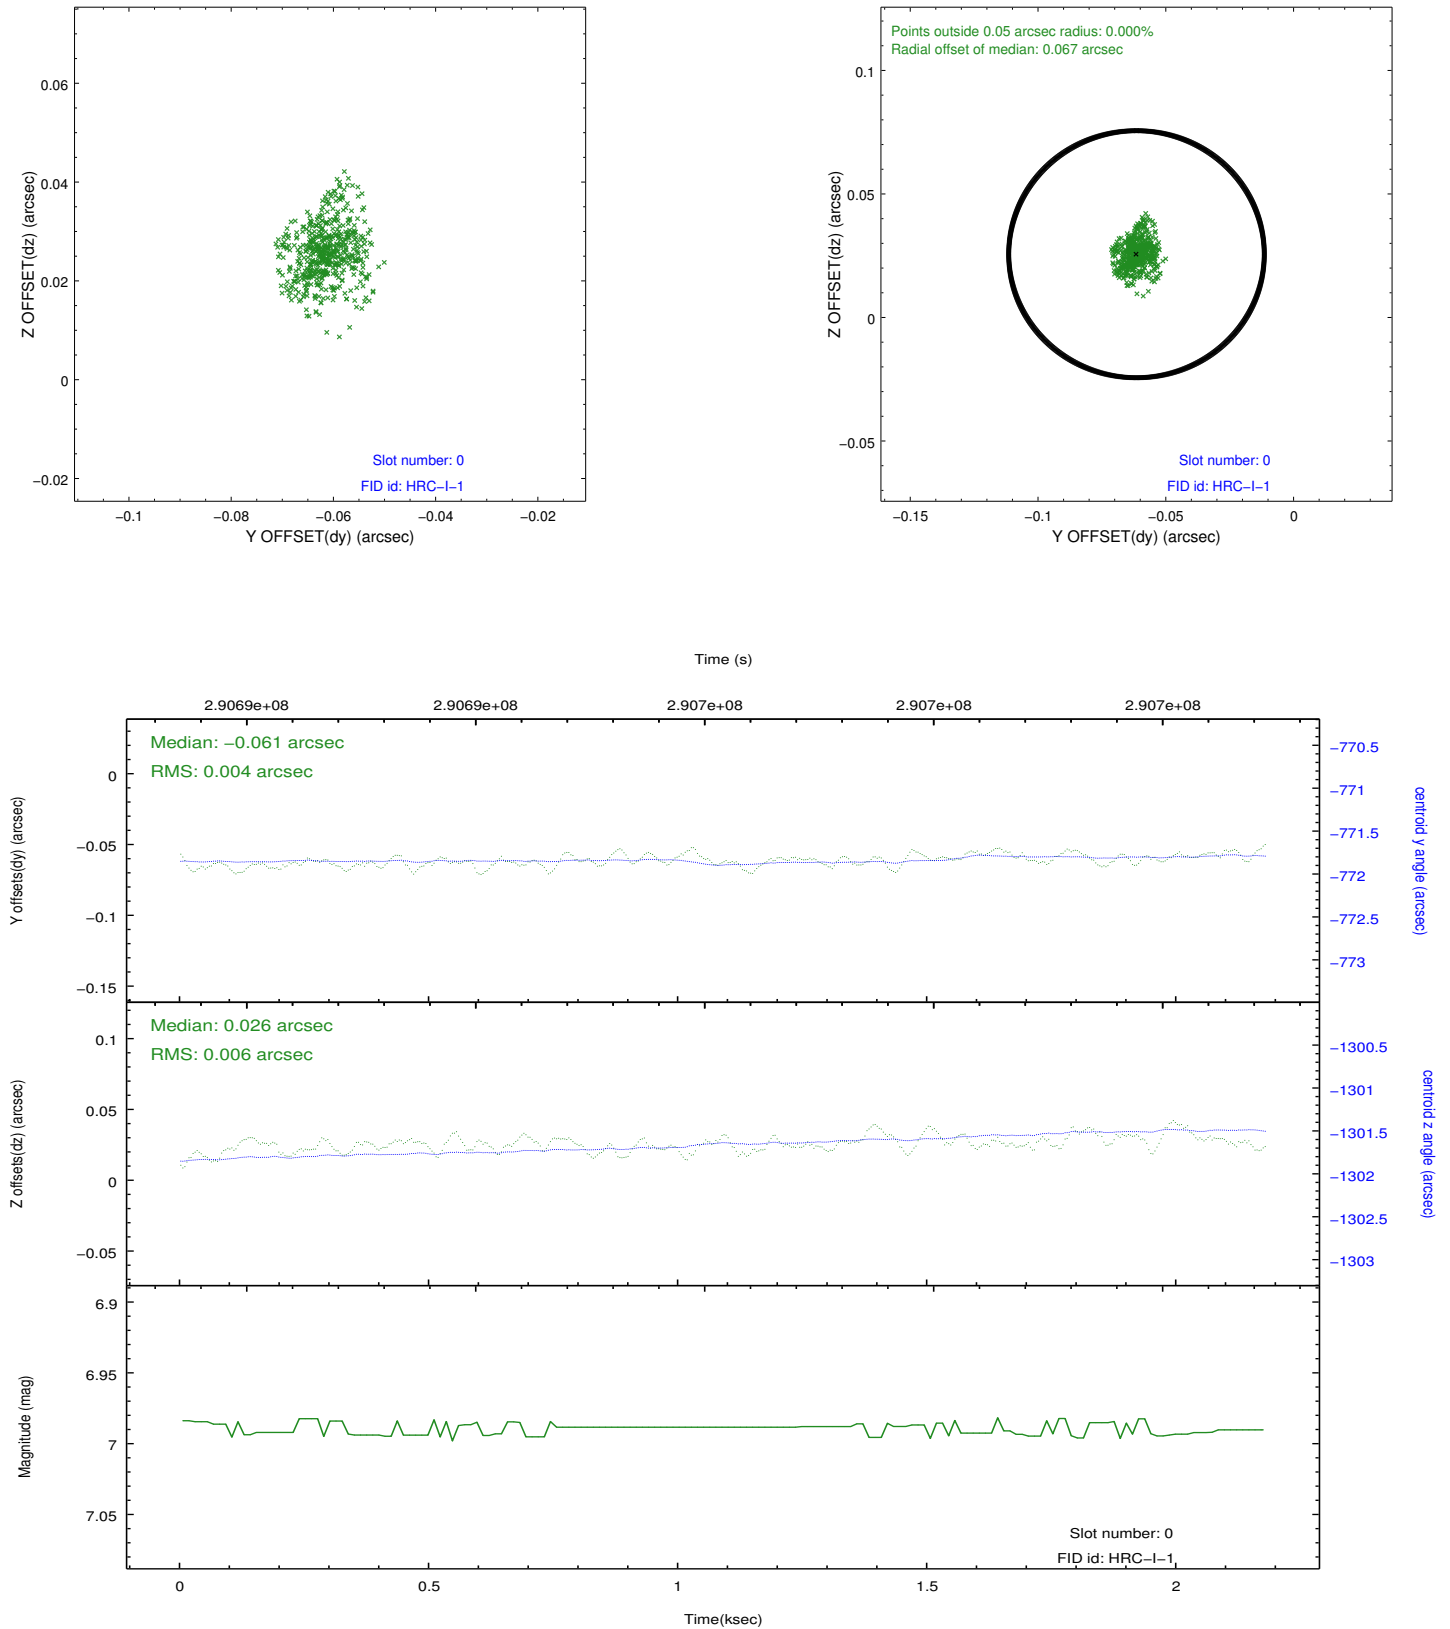 0.06
0.04
0.02
0
−0.02
Z OFFSET(dz) (arcsec)
Slot number: 0
FID id: HRC−I−1
−0.1
−0.08
−0.06
−0.04
−0.02
Y OFFSET(dy) (arcsec)
Points outside 0.05 arcsec radius: 0.000%
Radial offset of median: 0.067 arcsec
0.1
0.05
0
−0.05
Z OFFSET(dz) (arcsec)
Slot number: 0
FID id: HRC−I−1
−0.15
−0.1
−0.05
0
Y OFFSET(dy) (arcsec)
Time (s)
2.9069e+08
2.9069e+08
2.907e+08
2.907e+08
2.907e+08
Median: −0.061 arcsec
RMS: 0.004 arcsec
0
−0.05
−0.1
−0.15
Y offsets(dy) (arcsec)
−770.5
−771
−771.5
−772
−772.5
−773
centroid y angle (arcsec)
Median: 0.026 arcsec
RMS: 0.006 arcsec
0.1
0.05
0
−0.05
Z offsets(dz) (arcsec)
−1300.5
−1301
−1301.5
−1302
−1302.5
−1303
centroid z angle (arcsec)
6.9
6.95
7
7.05
Magnitude (mag)
Slot number: 0
FID id: HRC−I−1
0
0.5
1
1.5
2
Time(ksec)